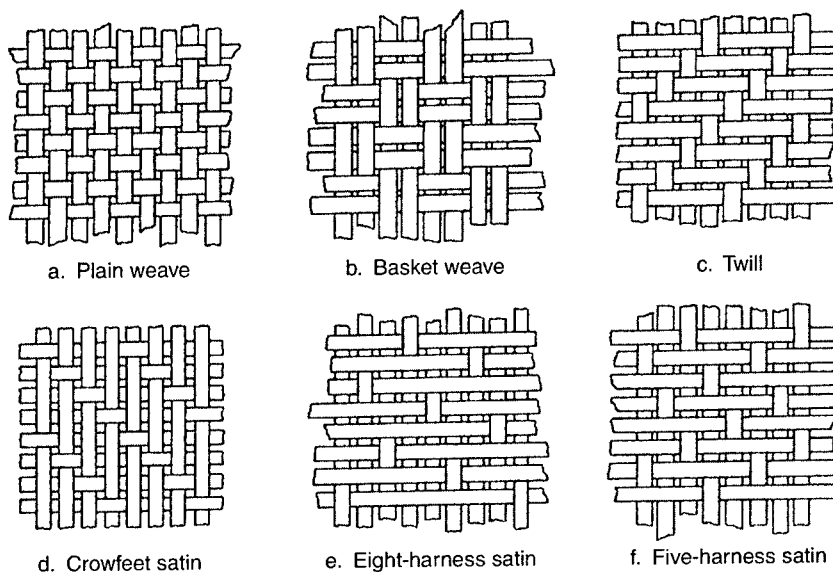 a. Plain weave
b. Basket weave
c. Twill
d. Crowfeet satin
e. Eight-harness satin
f. Five-harness satin